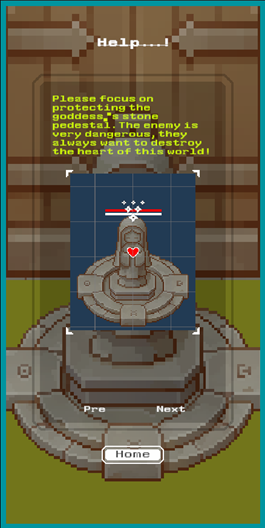 Help...!
Please focus on
protecting the
goddess,"s stone
pedestal. The enemy is
very dangerous, they
always want to destroy
the heart of this world!
Pre Next
Home